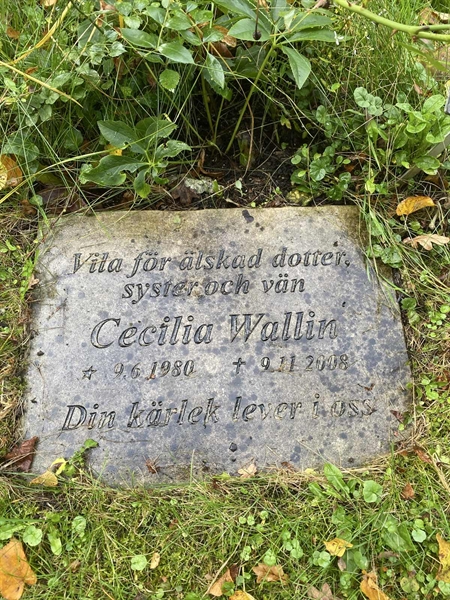 Vila för älskad dotter,
syster och vän
Cecilia Wallin
☆ 9.6.1980 ✝ 9.11.2008
Din kärlek lever i oss